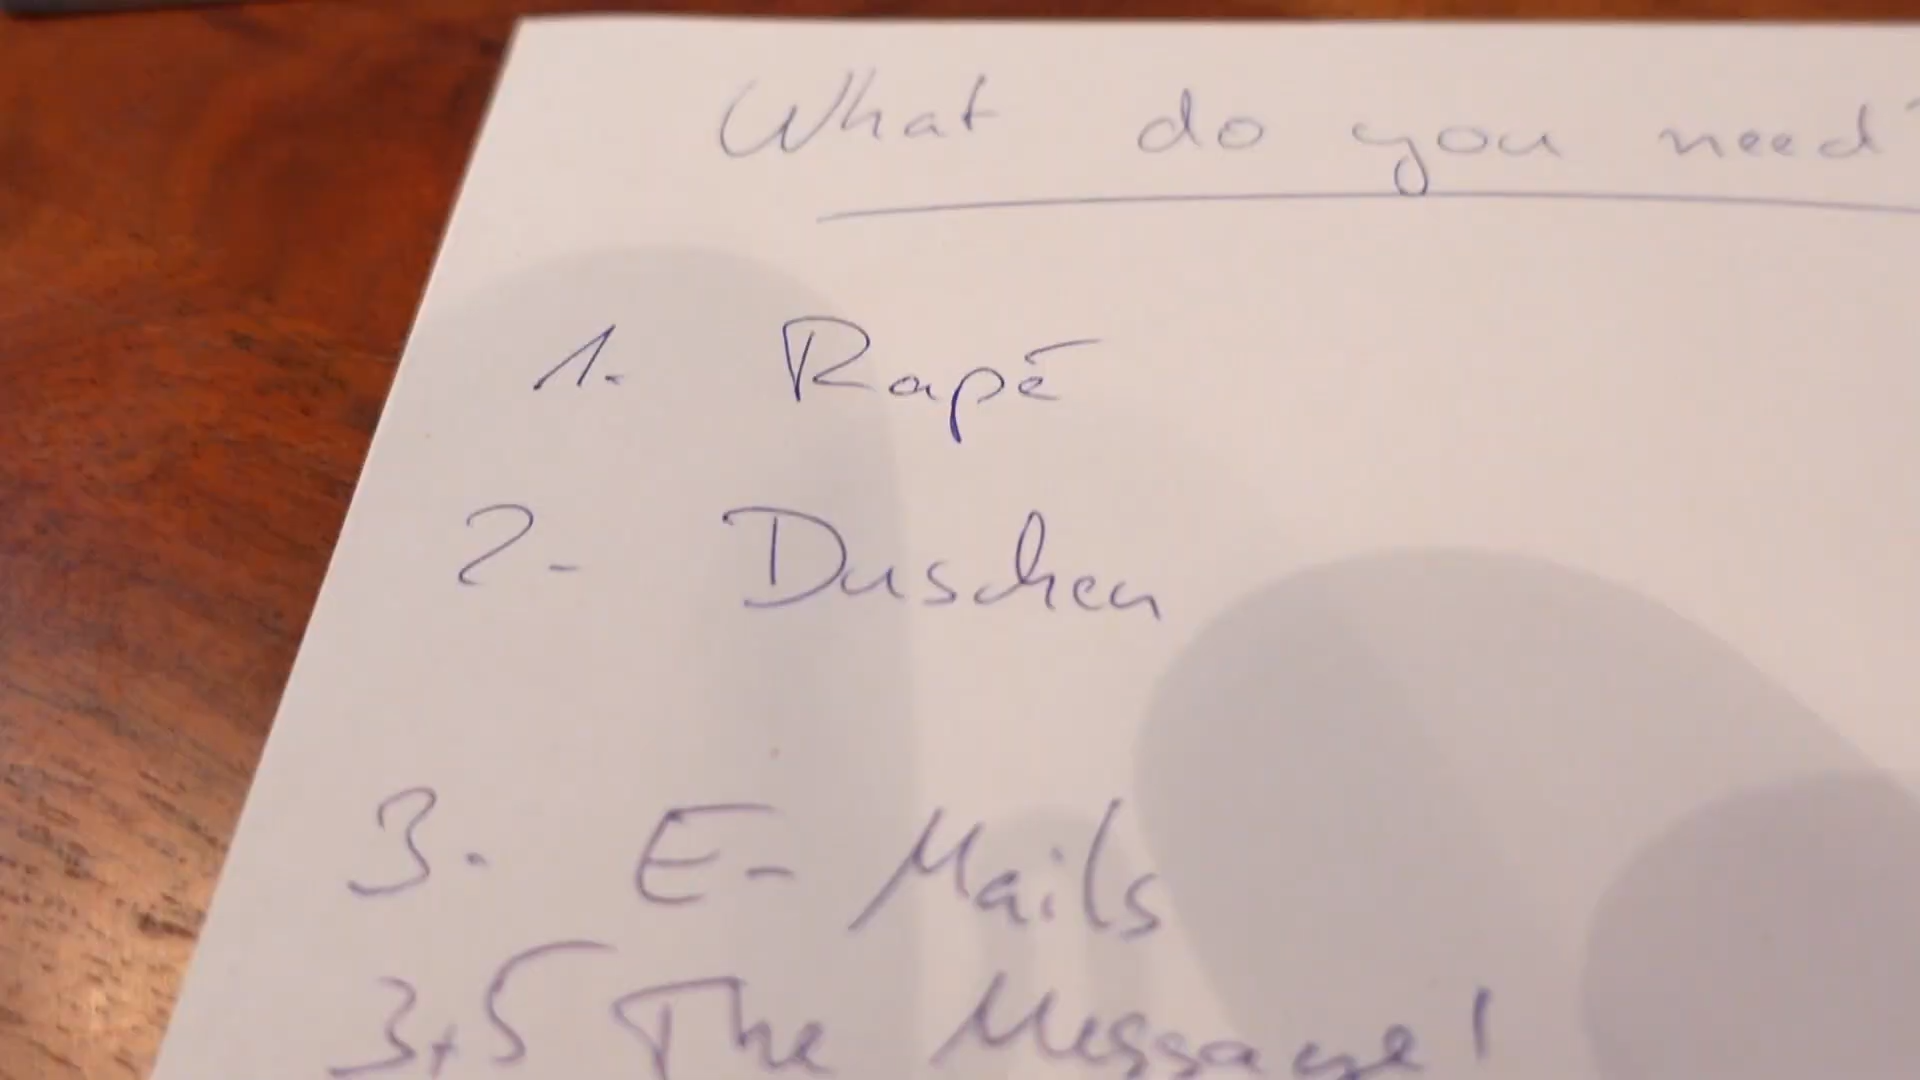 What do you need?
1. Rapé
2- Duschen
3. E-Mails
3,5 The Message!